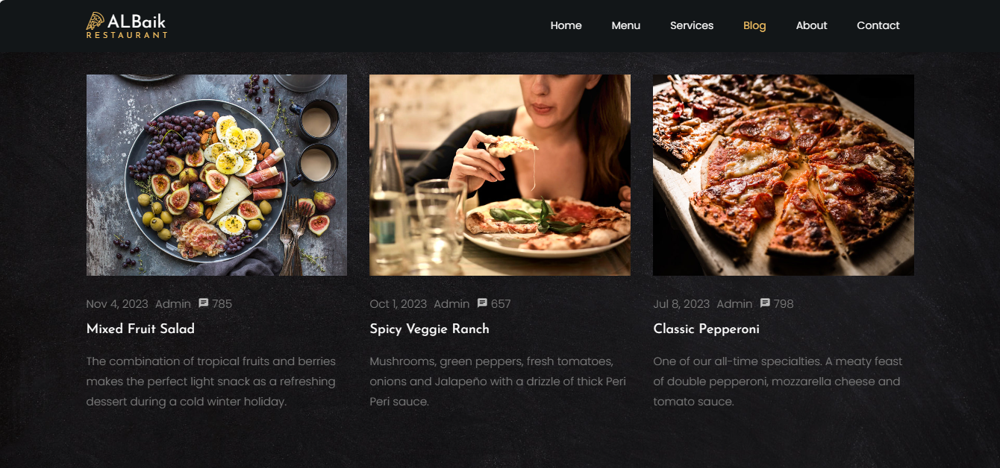 ALBaik
RESTAURANT
Home Menu Services Blog About Contact
Nov 4, 2023 Admin 785
Mixed Fruit Salad
The combination of tropical fruits and berries
makes the perfect light snack as a refreshing
dessert during a cold winter holiday.
Oct 1, 2023 Admin 657
Spicy Veggie Ranch
Mushrooms, green peppers, fresh tomatoes,
onions and Jalapeño with a drizzle of thick Peri
Peri sauce.
Jul 8, 2023 Admin 798
Classic Pepperoni
One of our all-time specialties. A meaty feast
of double pepperoni, mozzarella cheese and
tomato sauce.